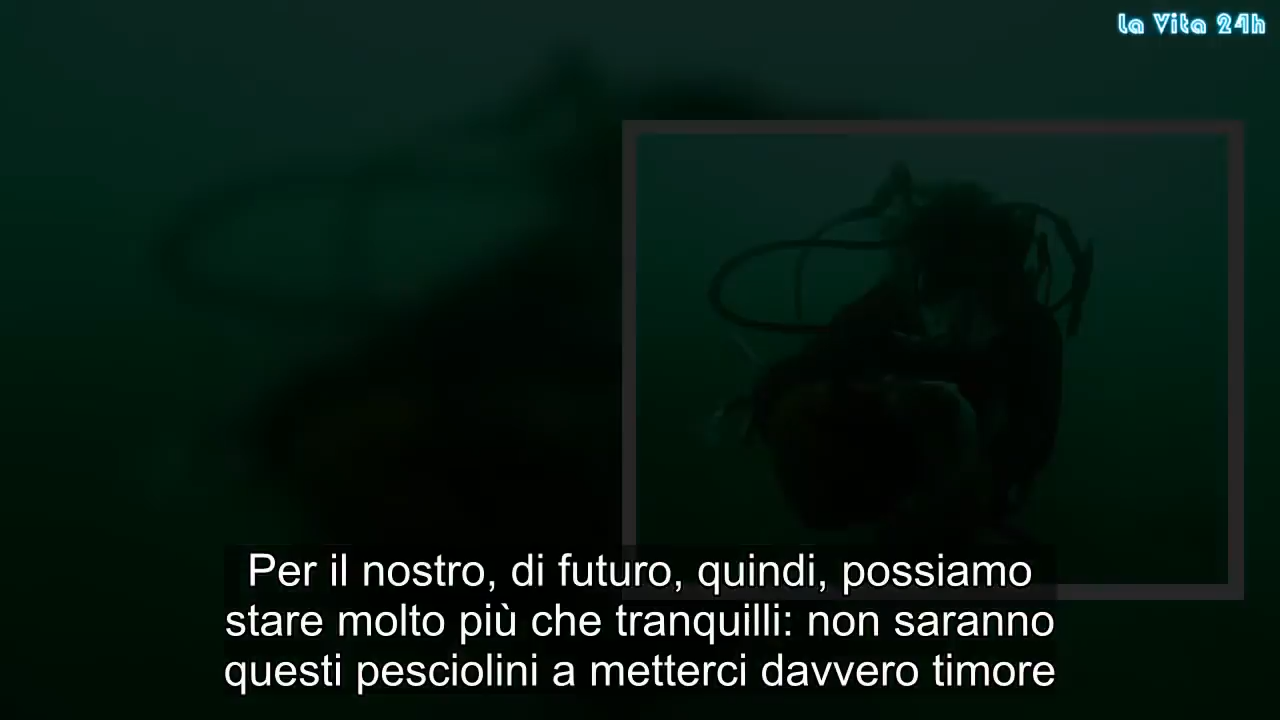 La Vita 24h
Per il nostro, di futuro, quindi, possiamo
stare molto più che tranquilli: non saranno
questi pesciolini a metterci davvero timore